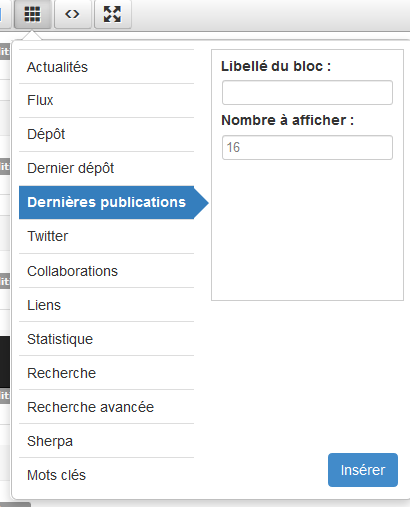 Actualités
Flux
Dépôt
Dernier dépôt
Dernières publications
Twitter
Collaborations
Liens
Statistique
Recherche
Recherche avancée
Sherpa
Mots clés
Libellé du bloc :
Nombre à afficher :
16
Insérer